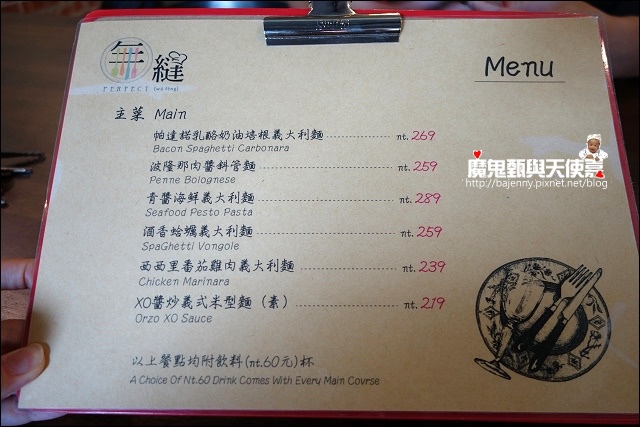 無縫
PERFECT (wú féng)
Menu
主菜 Main
帕達諾乳酪奶油培根義大利麵 nt. 269
Bacon Spaghetti Carbonara
波隆那肉醬斜管麵 nt. 259
Penne Bolognese
青醬海鮮義大利麵 nt. 289
Seafood Pesto Pasta
酒香蛤蠣義大利麵 nt. 259
Spaghetti Vongole
西西里番茄雞肉義大利麵 nt. 239
Chicken Marinara
XO醬炒義式米型麵（素） nt. 219
Orzo XO Sauce
以上餐點均附飲料(nt.60元)杯
A Choice Of Nt.60 Drink Comes With Every Main Covrse
魔鬼甄與天使嘉
http://bajenny.pixnet.net/blog